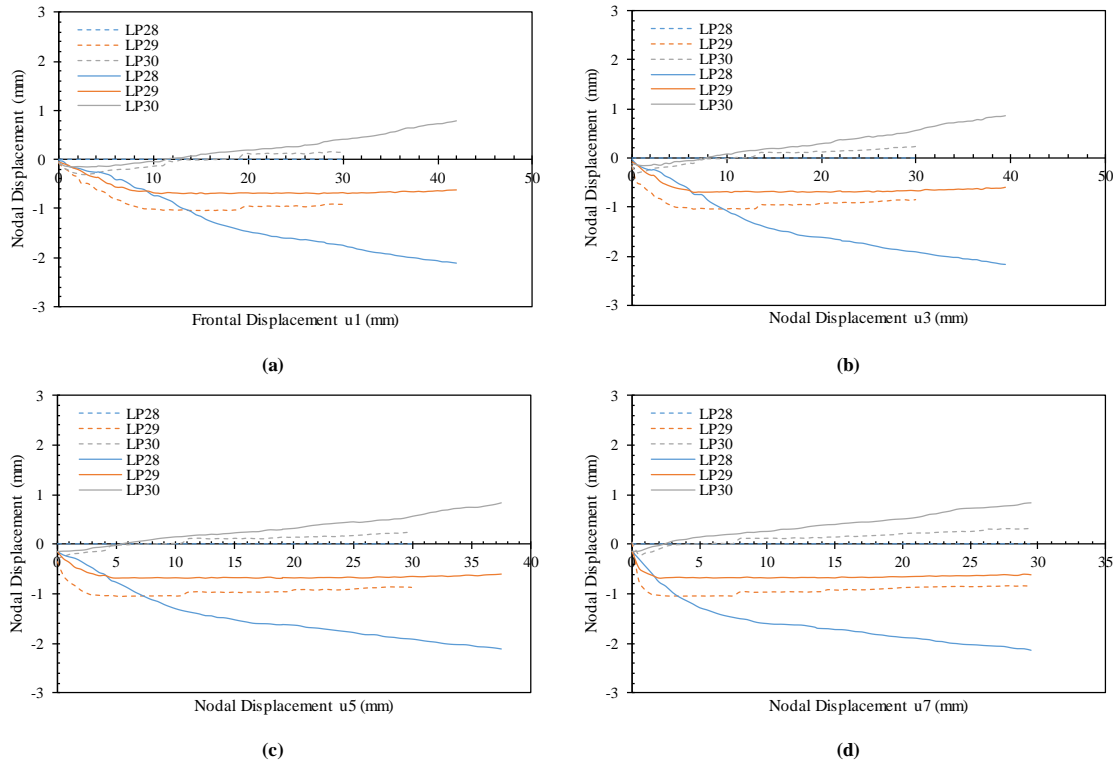 3
2
1
0
-1
-2
-3
0
10
20
30
40
50
Nodal Displacement (mm)
Frontal Displacement u1 (mm)
LP28
LP29
LP30
LP28
LP29
LP30
(a)
3
2
1
0
-1
-2
-3
0
10
20
30
40
50
Nodal Displacement (mm)
Nodal Displacement u3 (mm)
LP28
LP29
LP30
LP28
LP29
LP30
(b)
3
2
1
0
-1
-2
-3
0
5
10
15
20
25
30
35
40
Nodal Displacement (mm)
Nodal Displacement u5 (mm)
LP28
LP29
LP30
LP28
LP29
LP30
(c)
3
2
1
0
-1
-2
-3
0
5
10
15
20
25
30
35
Nodal Displacement (mm)
Nodal Displacement u7 (mm)
LP28
LP29
LP30
LP28
LP29
LP30
(d)